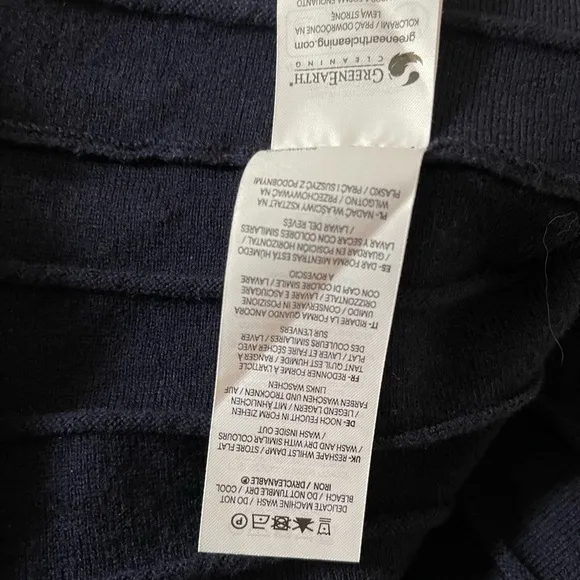 P
DELICATE MACHINE WASH / DO NOT
BLEACH / DO NOT TUMBLE DRY / COOL
IRON / DRYCLEANABLE Ⓟ
UK- RESHAPE WHILST DAMP / STORE FLAT
/ WASH AND DRY WITH SIMILAR COLOURS
/ WASH INSIDE OUT
DE- NOCH FEUCHT IN FORM ZIEHEN
/ LIEGEND LAGERN / MIT ÄHNLICHEN
FARBEN WASCHEN UND TROCKNEN / AUF
LINKS WASCHEN
FR- REDONNER FORME À L'ARTICLE
TANT QU'IL EST HUMIDE / RANGER À
PLAT / LAVER ET FAIRE SÉCHER AVEC
DES COULEURS SIMILAIRES / LAVER
SUR L'ENVERS
IT- RIDARE LA FORMA QUANDO ANCORA
UMIDO / CONSERVARE IN POSIZIONE
ORIZZONTALE / LAVARE E ASCIUGARE
CON CAPI DI COLORE SIMILE / LAVARE
A ROVESCIO
ES- DAR FORMA MIENTRAS ESTÁ HÚMEDO
/ GUARDAR EN POSICIÓN HORIZONTAL /
LAVAR Y SECAR CON COLORES SIMILARES
/ LAVAR DEL REVÉS
PL- NADAĆ WŁAŚCIWY KSZTAŁT NA
WILGOTNO / PRZECHOWYWAĆ NA
PŁASKO / PRAĆ I SUSZYĆ Z PODOBNYMI
GREENEARTH®
CLEANING
greenearthcleaning.com
KOLORAMI / PRAĆ ODWRÓCONE NA
LEWĄ STRONĘ
FORMA ENQUANTO